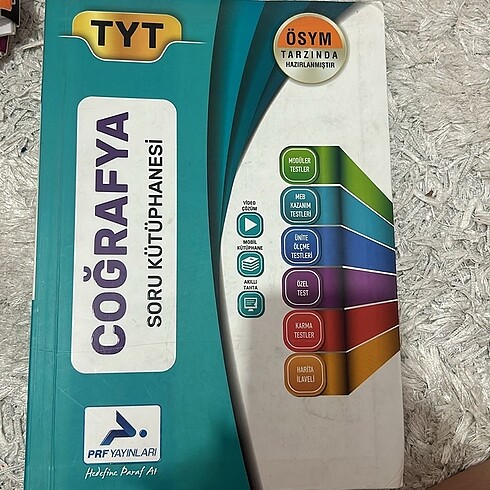 TYT
ÖSYM
TARZINDA
HAZIRLANMIŞTIR
COĞRAFYA
SORU KÜTÜPHANESİ
VİDEO
ÇÖZÜM
MOBİL
KÜTÜPHANE
AKILLI
TAHTA
MODÜLER
TESTLER
MEB
KAZANIM
TESTLERİ
ÜNİTE
ÖLÇME
TESTLERİ
ÖZEL
TEST
KARMA
TESTLER
HARİTA
İLAVELİ
PRF YAYINLARI
Hedefine Paraf At